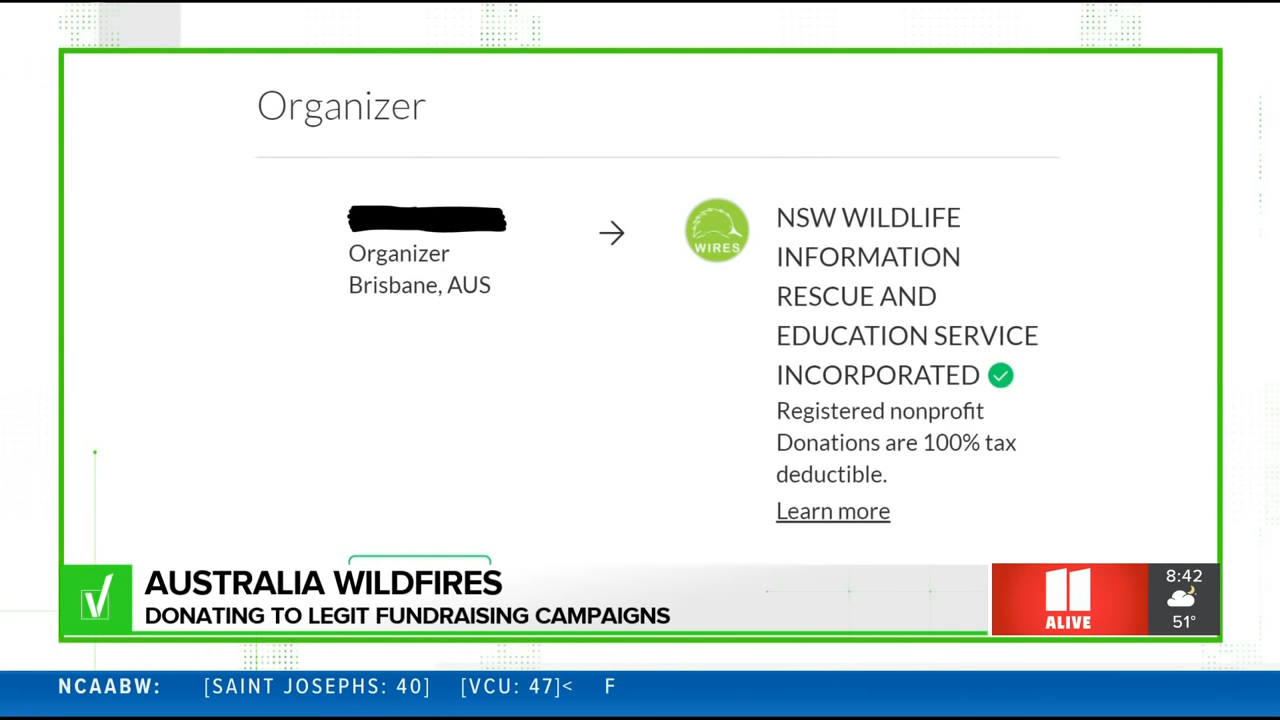 Organizer
Organizer
Brisbane, AUS
→
WIRES
NSW WILDLIFE
INFORMATION
RESCUE AND
EDUCATION SERVICE
INCORPORATED
Registered nonprofit
Donations are 100% tax
deductible.
Learn more
V
AUSTRALIA WILDFIRES
DONATING TO LEGIT FUNDRAISING CAMPAIGNS
11
ALIVE
8:42
51°
NCAABW: [SAINT JOSEPHS: 40] [VCU: 47]< F